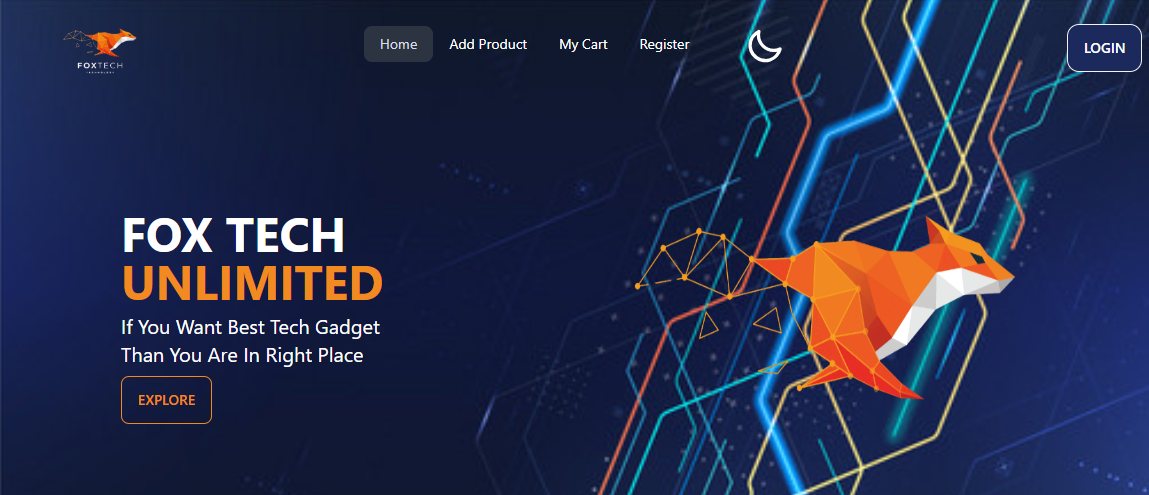 FOXTECH
TECHNOLOGY
Home Add Product My Cart Register LOGIN
FOX TECH
UNLIMITED
If You Want Best Tech Gadget
Than You Are In Right Place
EXPLORE